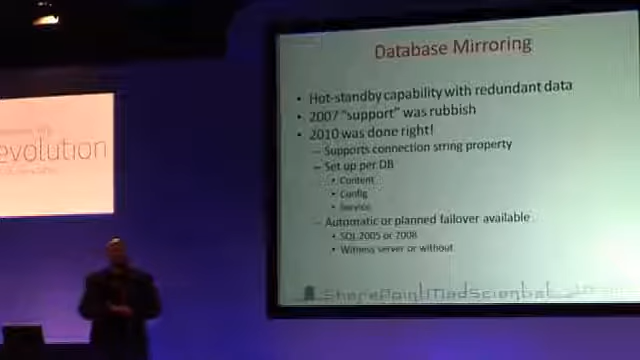 evolution
Database Mirroring
• Hot-standby capability with redundant data
• 2007 "support" was rubbish
• 2010 was done right!
– Supports connection string property
– Set up per DB
• Content
• Config
• Service
– Automatic or planned failover available
• SQL 2005 or 2008
• Witness server or without
SharePointMadScientist